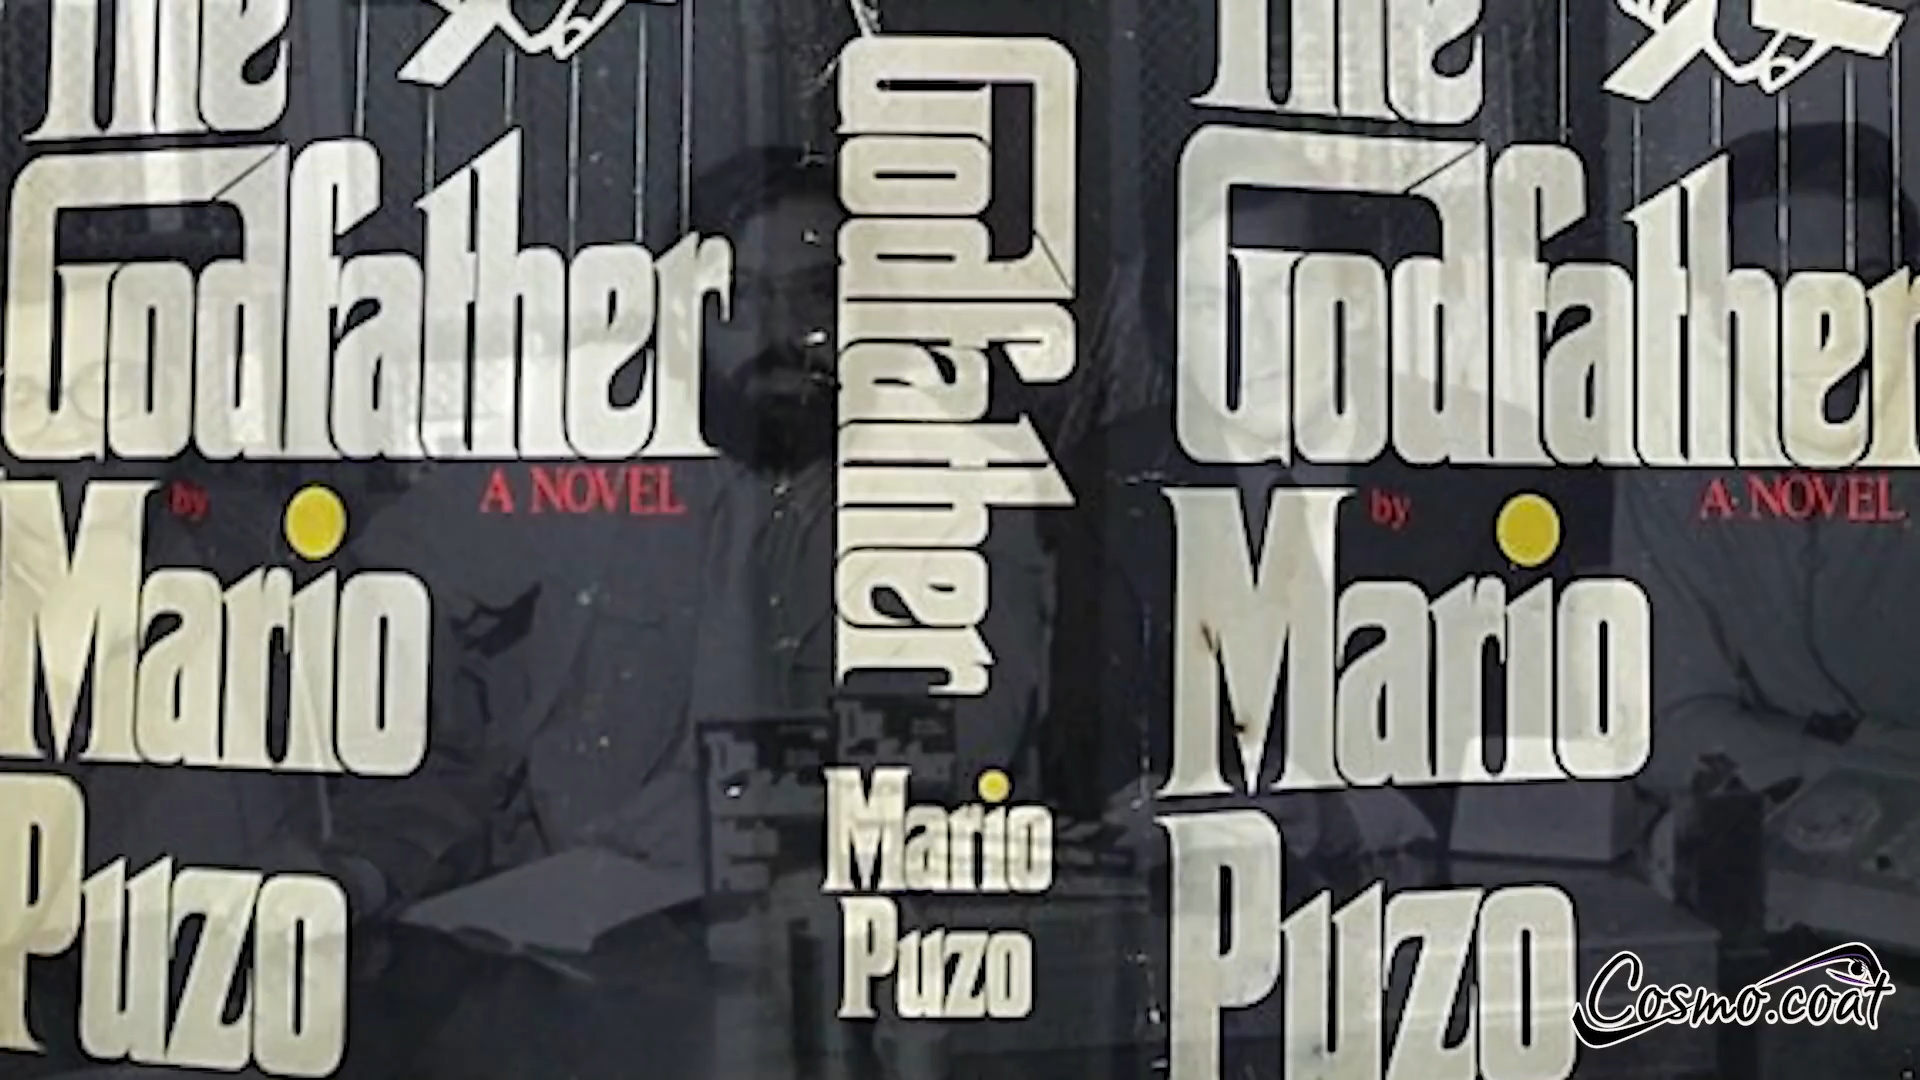 The
Godfather
by
A NOVEL
Mario
Puzo
Godfather
Mario
Puzo
The
Godfather
by
A NOVEL
Mario
Puzo
Cosmo.coat